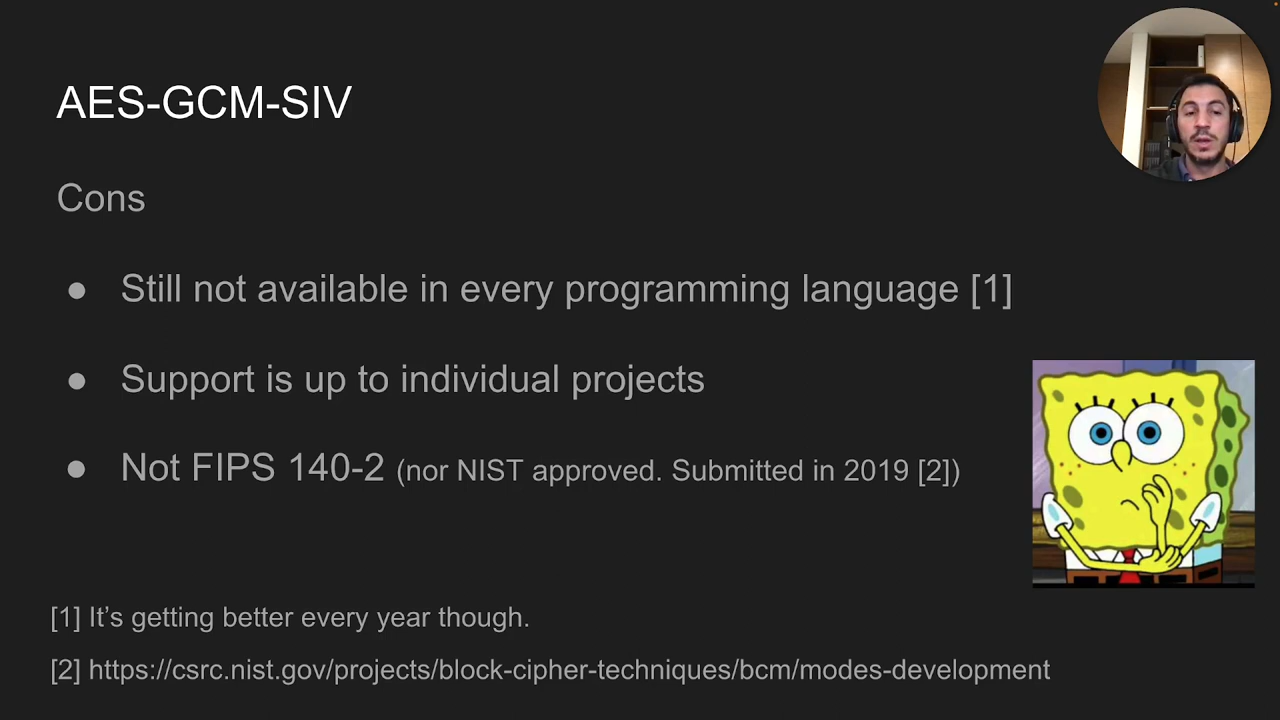 AES-GCM-SIV
Cons
● Still not available in every programming language [1]
● Support is up to individual projects
● Not FIPS 140-2 (nor NIST approved. Submitted in 2019 [2])
[1] It’s getting better every year though.
[2] https://csrc.nist.gov/projects/block-cipher-techniques/bcm/modes-development